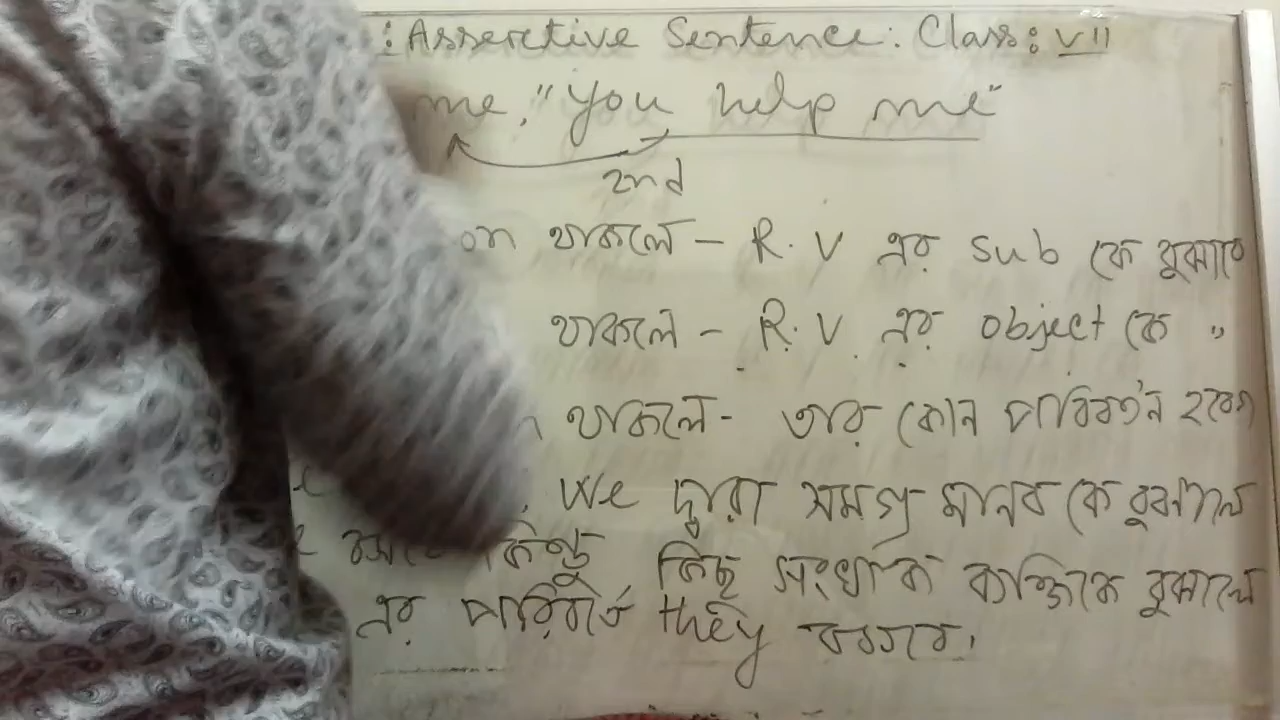 : Assertive Sentence: Class: VII
me, "You help me"
2nd
on থাকলে - R. V এর Sub কে বুঝাবে
থাকলে - R. V. এর object কে "
থাকলে - তার কোন পরিবর্তন হবেনা
We দ্বারা সমগ্র মানব কে বুঝালে
কিন্তু কিছু সংখ্যক ব্যক্তিকে বুঝালে
এর পরিবর্তে they বসবে।